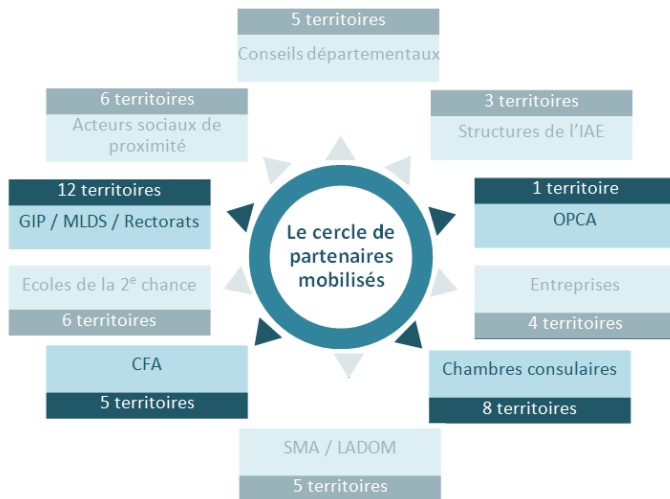 5 territoires
Conseils départementaux
6 territoires
Acteurs sociaux de
proximité
3 territoires
Structures de l'IAE
12 territoires
GIP / MLDS / Rectorats
1 territoire
OPCA
Le cercle de
partenaires
mobilisés
Ecoles de la 2e chance
6 territoires
Entreprises
4 territoires
CFA
5 territoires
Chambres consulaires
8 territoires
SMA / LADOM
5 territoires